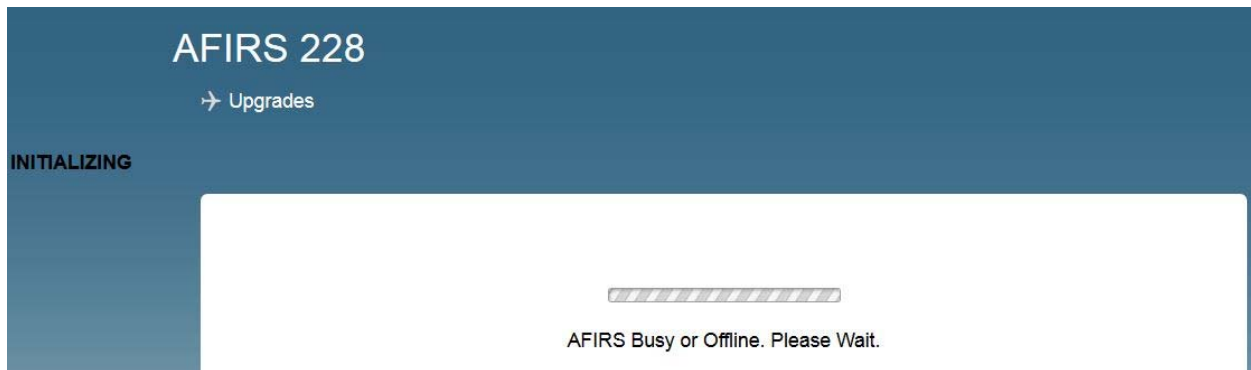 AFIRS 228
Upgrades
INITIALIZING
AFIRS Busy or Offline. Please Wait.